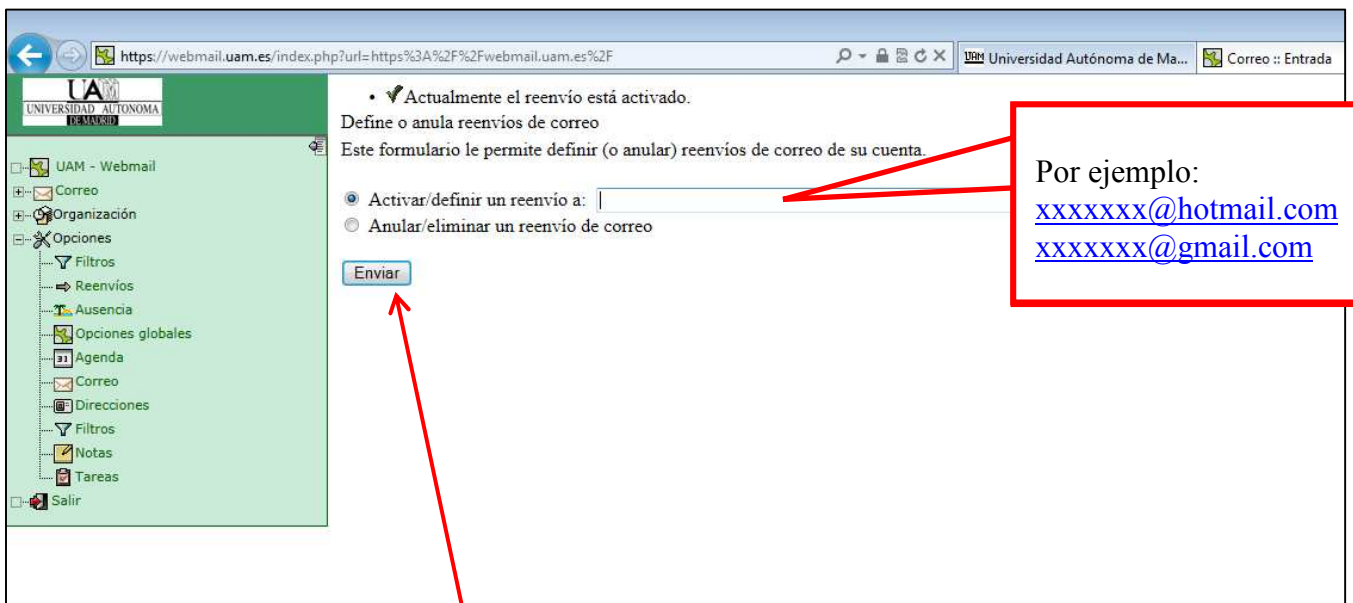 https://webmail.uam.es/index.php?url=https%3A%2F%2Fwebmail.uam.es%2F
UAM Universidad Autónoma de Ma...
Correo :: Entrada
UAM
UNIVERSIDAD AUTONOMA
DE MADRID
UAM - Webmail
Correo
Organización
Opciones
Filtros
Reenvíos
Ausencia
Opciones globales
31 Agenda
Correo
Direcciones
Filtros
Notas
Tareas
Salir
• Actualmente el reenvío está activado.
Define o anula reenvíos de correo
Este formulario le permite definir (o anular) reenvíos de correo de su cuenta.
Activar/definir un reenvío a:
Anular/eliminar un reenvío de correo
Enviar
Por ejemplo:
xxxxxxx@hotmail.com
xxxxxxx@gmail.com